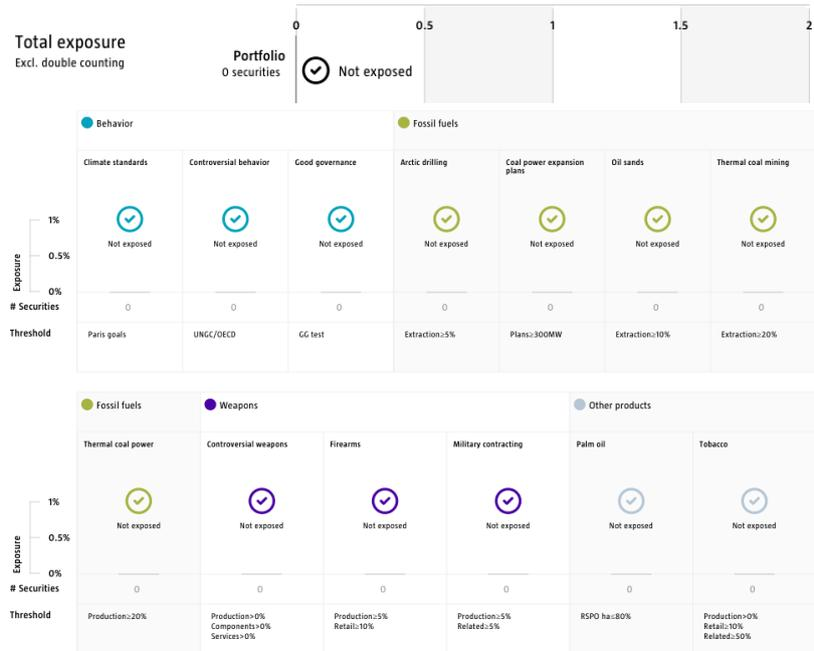 0 0.5 1 1.5 2
Total exposure
Excl. double counting
Portfolio
0 securities
Not exposed
Behavior Fossil fuels
Climate standards Controversial behavior Good governance Arctic drilling Coal power expansion plans Oil sands Thermal coal mining
Exposure
1%
0.5%
0%
Not exposed Not exposed Not exposed Not exposed Not exposed Not exposed Not exposed
# Securities 0 0 0 0 0 0 0
Threshold Paris goals UNGC/OECD GG test Extraction≥5% Plans≥300MW Extraction≥10% Extraction≥20%
Fossil fuels Weapons Other products
Thermal coal power Controversial weapons Firearms Military contracting Palm oil Tobacco
Exposure
1%
0.5%
0%
Not exposed Not exposed Not exposed Not exposed Not exposed Not exposed
# Securities 0 0 0 0 0 0
Threshold Production≥20% Production>0% Production≥5% Production≥5% RSPO ha≤80% Production>0%
Components>0% Retail≥10% Related≥5% Retail≥10%
Services>0% Related≥50%